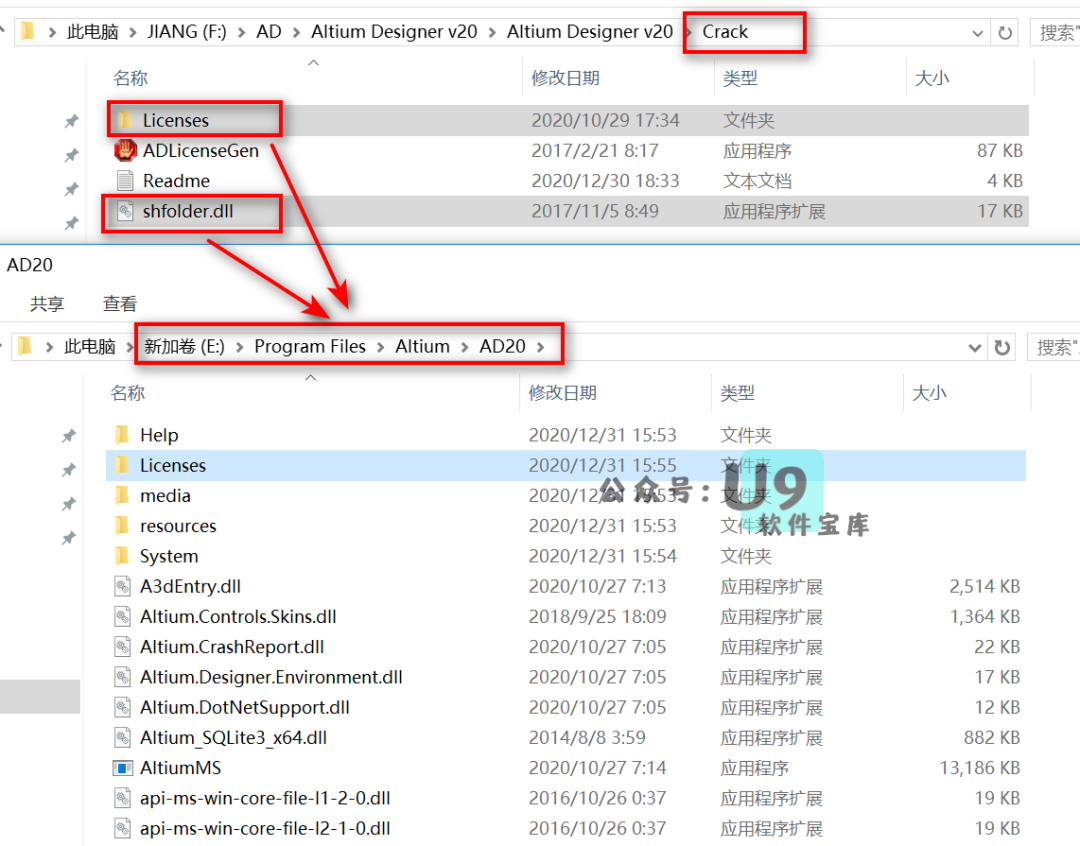 此电脑 > JIANG (F:) > AD > Altium Designer v20 > Altium Designer v20 > Crack 搜索"
名称 修改日期 类型 大小
Licenses 2020/10/29 17:34 文件夹
ADLicenseGen 2017/2/21 8:17 应用程序 87 KB
Readme 2020/12/30 18:33 文本文档 4 KB
shfolder.dll 2017/11/5 8:49 应用程序扩展 17 KB
AD20
共享 查看
此电脑 > 新加卷 (E:) > Program Files > Altium > AD20 > 搜索"
名称 修改日期 类型 大小
Help 2020/12/31 15:53 文件夹
Licenses 2020/12/31 15:55 文件夹
media 2020/12/31 15:53 文件夹
公众号：U9
软件宝库
resources 2020/12/31 15:53 文件夹
System 2020/12/31 15:54 文件夹
A3dEntry.dll 2020/10/27 7:13 应用程序扩展 2,514 KB
Altium.Controls.Skins.dll 2018/9/25 18:09 应用程序扩展 1,364 KB
Altium.CrashReport.dll 2020/10/27 7:05 应用程序扩展 22 KB
Altium.Designer.Environment.dll 2020/10/27 7:05 应用程序扩展 17 KB
Altium.DotNetSupport.dll 2020/10/27 7:05 应用程序扩展 12 KB
Altium_SQLite3_x64.dll 2014/8/8 3:59 应用程序扩展 882 KB
AltiumMS 2020/10/27 7:14 应用程序 13,186 KB
api-ms-win-core-file-l1-2-0.dll 2016/10/26 0:37 应用程序扩展 19 KB
api-ms-win-core-file-l2-1-0.dll 2016/10/26 0:37 应用程序扩展 19 KB